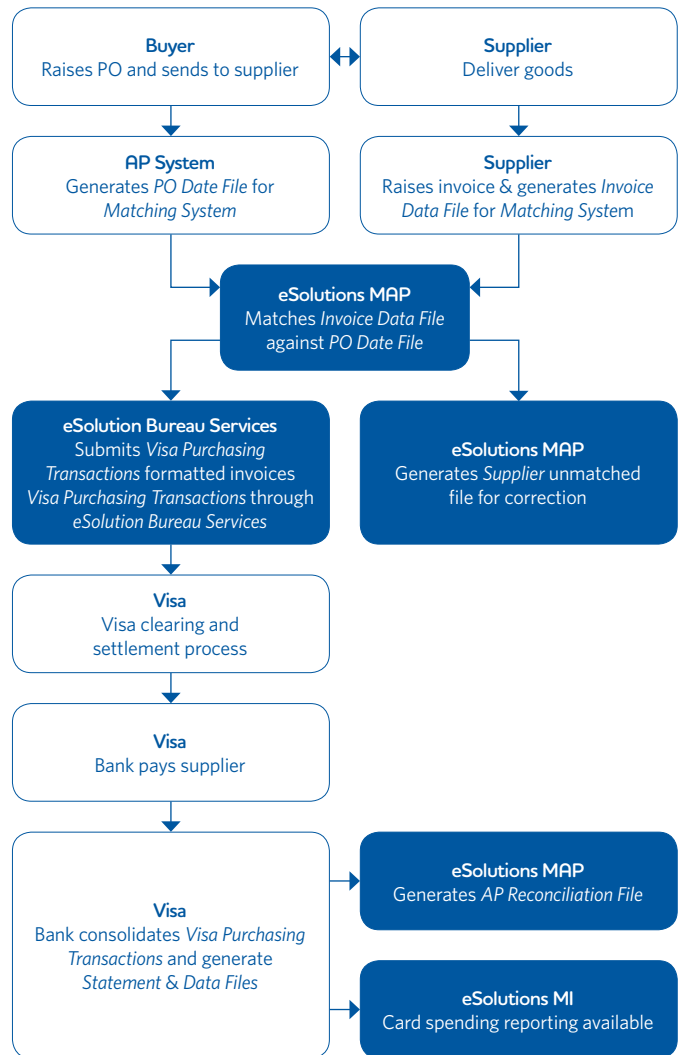 Buyer
Raises PO and sends to supplier
Supplier
Deliver goods
AP System
Generates PO Date File for
Matching System
Supplier
Raises invoice & generates Invoice
Data File for Matching System
eSolutions MAP
Matches Invoice Data File
against PO Date File
eSolution Bureau Services
Submits Visa Purchasing
Transactions formatted invoices
Visa Purchasing Transactions through
eSolution Bureau Services
eSolutions MAP
Generates Supplier unmatched
file for correction
Visa
Visa clearing and
settlement process
Visa
Bank pays supplier
Visa
Bank consolidates Visa Purchasing
Transactions and generate
Statement & Data Files
eSolutions MAP
Generates AP Reconciliation File
eSolutions MI
Card spending reporting available